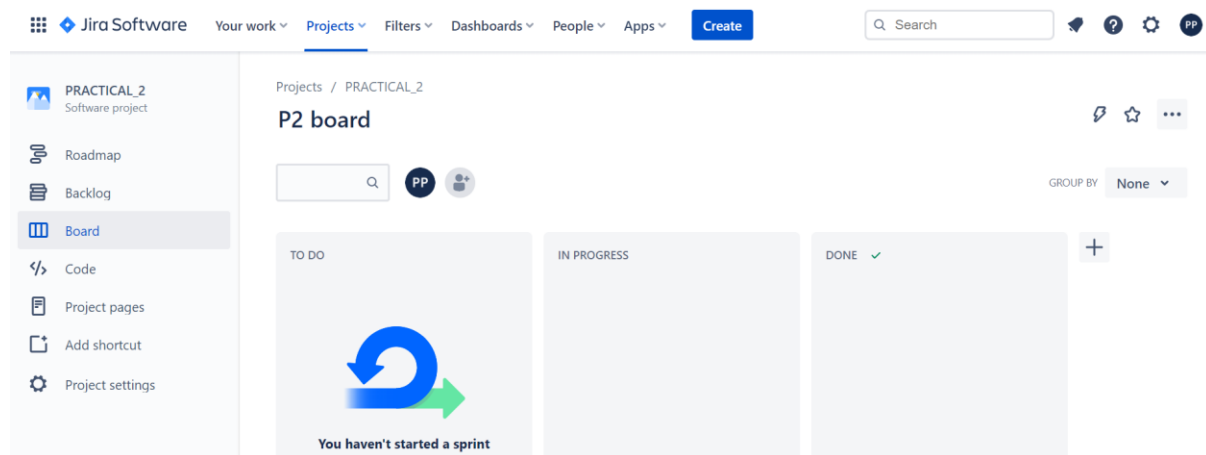 Jira Software Your work Projects Filters Dashboards People Apps Create Search PP
PRACTICAL_2
Software project
Roadmap
Backlog
Board
Code
Project pages
Add shortcut
Project settings
Projects / PRACTICAL_2
P2 board
PP
GROUP BY None
TO DO IN PROGRESS DONE
You haven't started a sprint